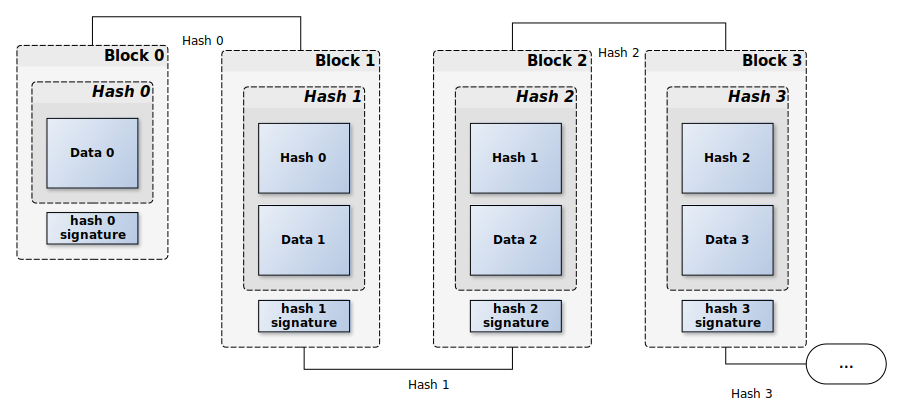 Block 0
Hash 0
Data 0
hash 0
signature
Hash 0
Block 1
Hash 1
Hash 0
Data 1
hash 1
signature
Hash 1
Block 2
Hash 2
Hash 1
Data 2
hash 2
signature
Hash 2
Block 3
Hash 3
Hash 2
Data 3
hash 3
signature
Hash 3
...